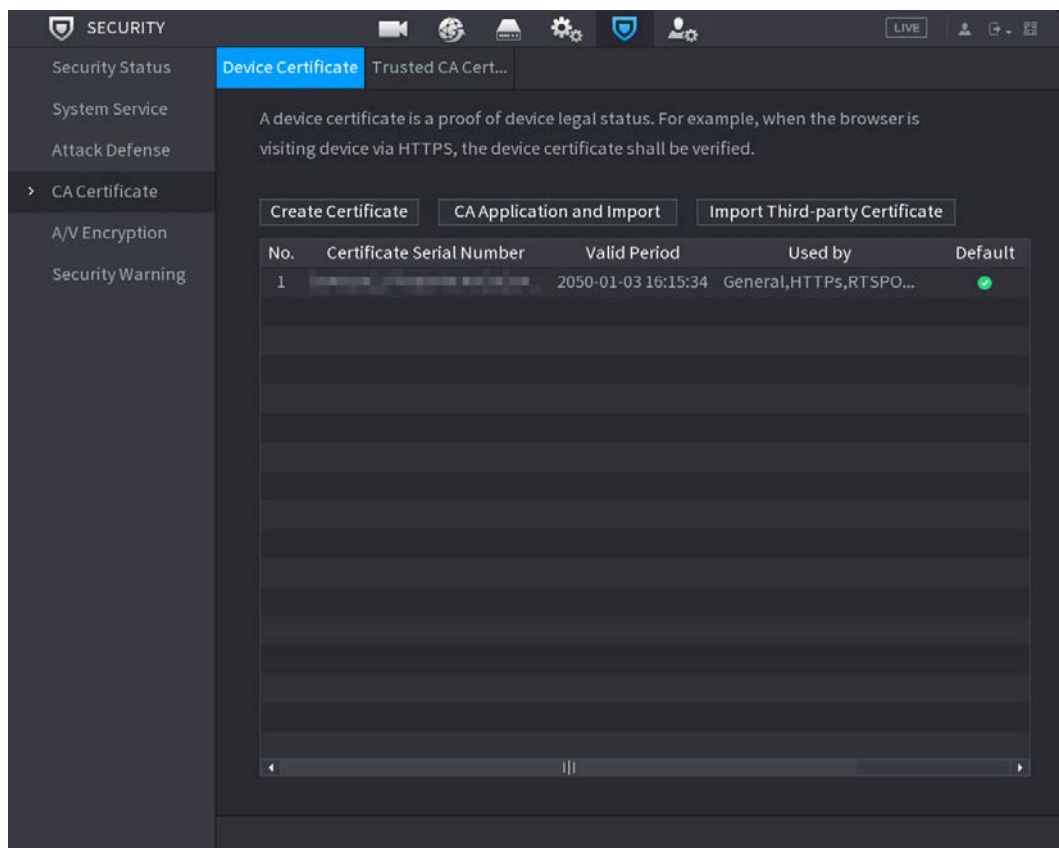 SECURITY
LIVE
Security Status
System Service
Attack Defense
CA Certificate
A/V Encryption
Security Warning
Device Certificate Trusted CA Cert...
A device certificate is a proof of device legal status. For example, when the browser is
visiting device via HTTPS, the device certificate shall be verified.
Create Certificate CA Application and Import Import Third-party Certificate
No. Certificate Serial Number Valid Period Used by Default
1 2050-01-03 16:15:34 General,HTTPs,RTSPO...